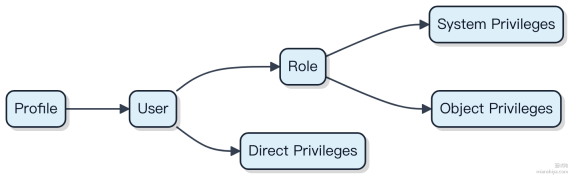 System Privileges
Role
Profile
User
Object Privileges
Direct Privileges